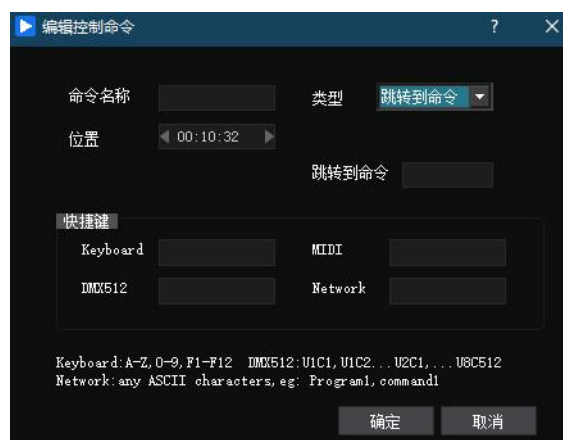 编辑控制命令 ?
命令名称 类型 跳转到命令
位置 00:10:32
跳转到命令
快捷键
Keyboard MIDI
DMX512 Network
Keyboard:A-Z,0-9,F1-F12 DMX512:U1C1,U1C2...U2C1,...U8C512
Network:any ASCII characters,eg: Program1,command1
确定 取消